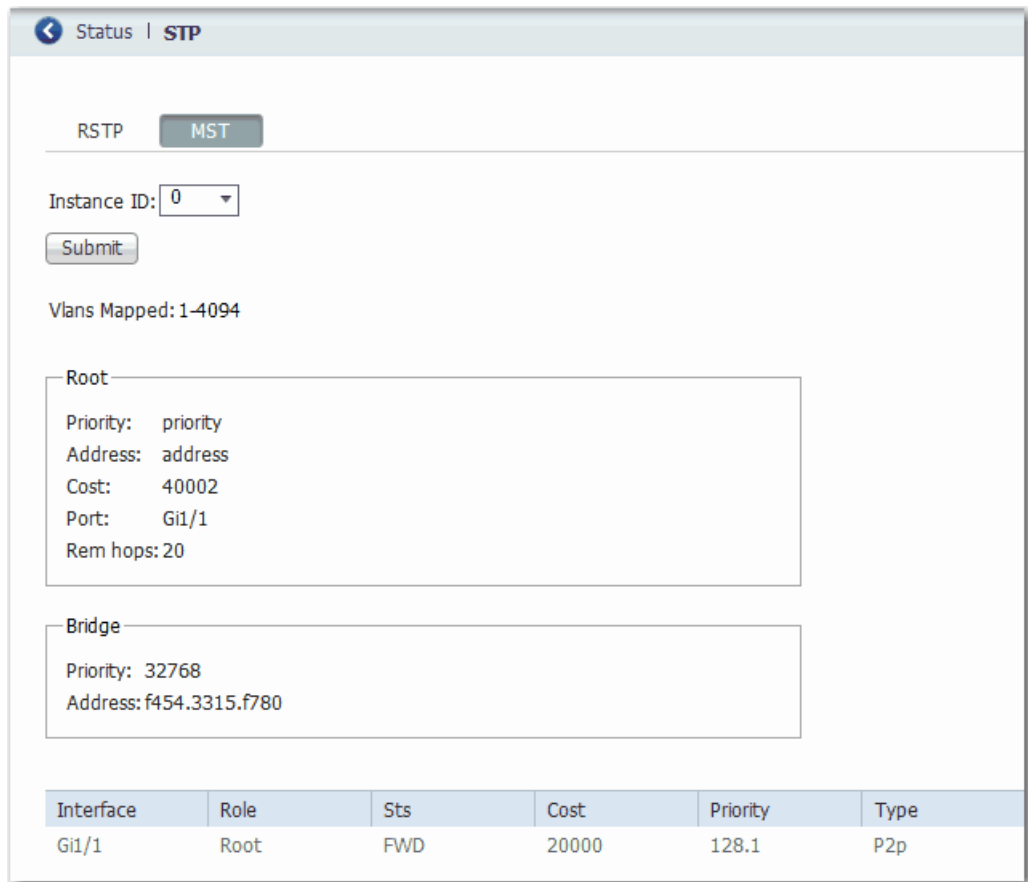 Status | STP
RSTP MST
Instance ID: 0
Submit
Vlans Mapped: 1-4094
Root
Priority: priority
Address: address
Cost: 40002
Port: Gi1/1
Rem hops: 20
Bridge
Priority: 32768
Address: f454.3315.f780
Interface Role Sts Cost Priority Type
Gi1/1 Root FWD 20000 128.1 P2p